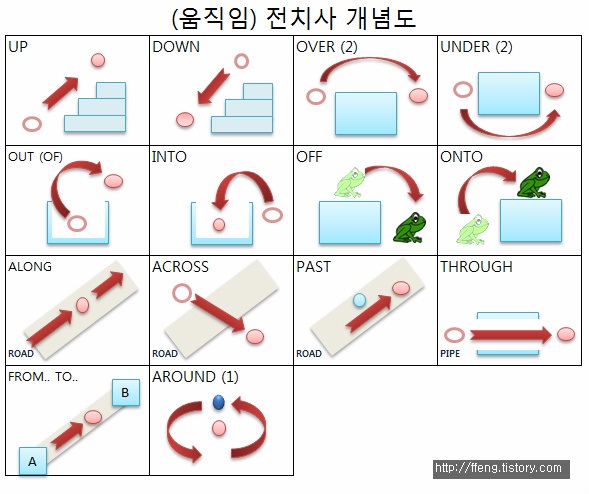 (움직임) 전치사 개념도
UP
DOWN
OVER (2)
UNDER (2)
OUT (OF)
INTO
OFF
ONTO
ALONG
ROAD
ACROSS
ROAD
PAST
ROAD
THROUGH
PIPE
FROM.. TO..
A
B
AROUND (1)
http://ffeng.tistory.com